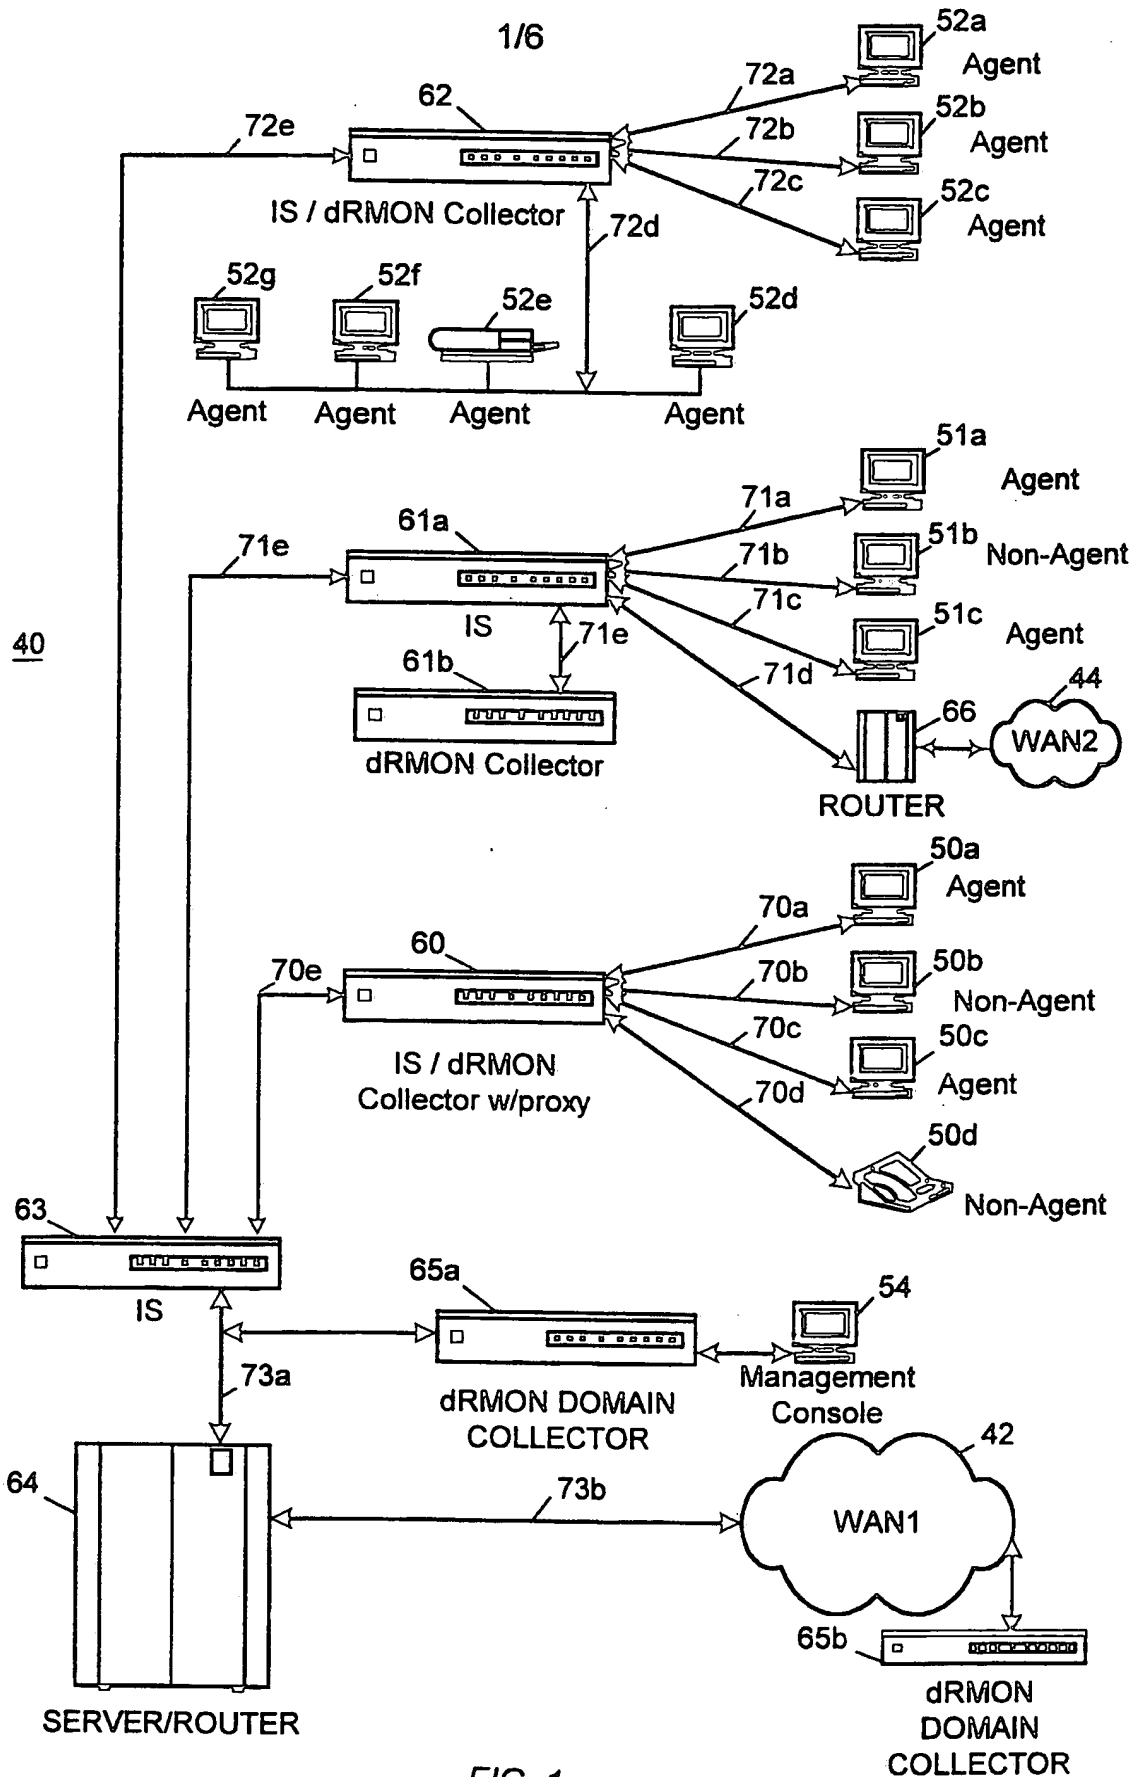 1/6
52a
Agent
72a
62
72e
72b
52b
Agent
72c
52c
Agent
IS / dRMON Collector
72d
52g
52f
52e
52d
Agent
Agent
Agent
Agent
51a
Agent
71a
61a
71e
71b
51b
Non-Agent
71c
51c
Agent
IS
71e
40
61b
71d
44
66
WAN2
dRMON Collector
ROUTER
50a
Agent
70a
60
70e
70b
50b
Non-Agent
70c
50c
Agent
IS / dRMON
Collector w/proxy
70d
50d
Non-Agent
63
IS
65a
54
73a
Management
Console
dRMON DOMAIN
COLLECTOR
42
64
73b
WAN1
65b
SERVER/ROUTER
dRMON
DOMAIN
COLLECTOR
FIG. 1